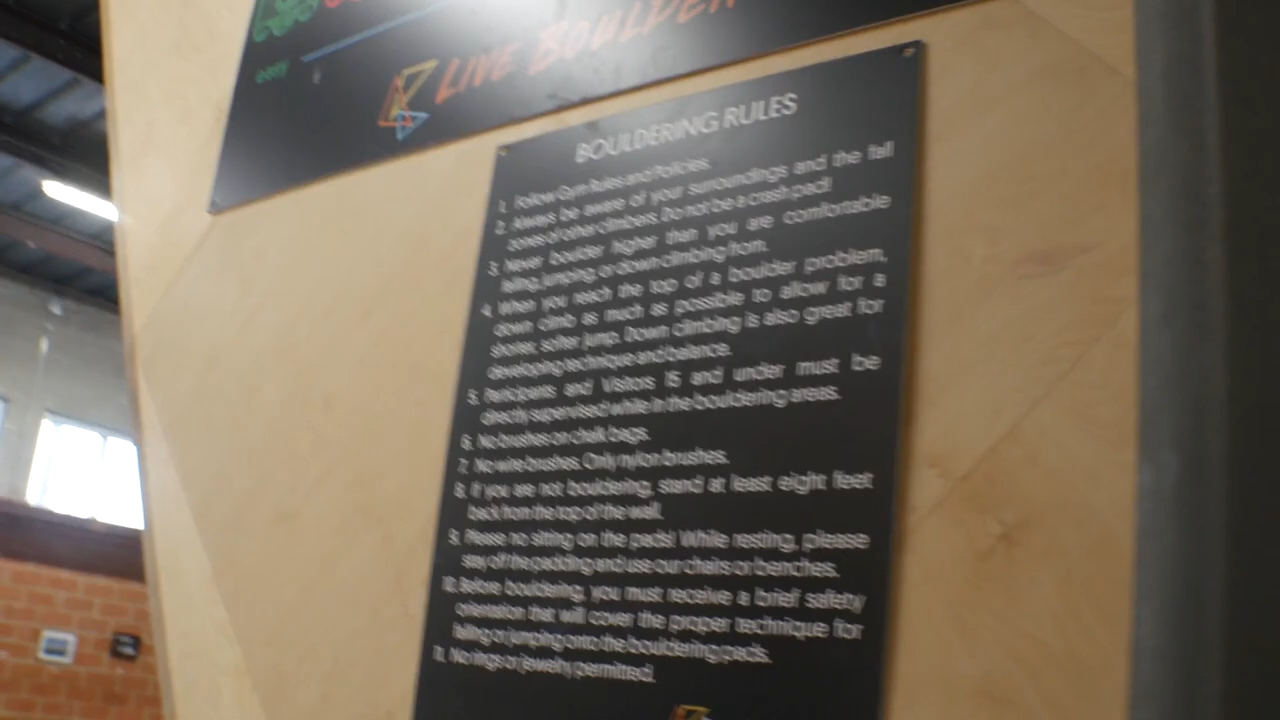 easy
LIVE BOULDER
BOULDERING RULES
1. Follow Gym Rules and Policies.
2. Always be aware of your surroundings and the fall
zones of other climbers. Do not be a crash pad!
3. Never boulder higher than you are comfortable
falling, jumping, or down climbing from.
4. When you reach the top of a boulder problem,
down climb as much as possible to allow for a
shorter, softer jump. Down climbing is also great for
developing technique and balance.
5. Participants and Visitors 15 and under must be
directly supervised while in the bouldering areas.
6. No brushes on chalk bags.
7. No wire brushes. Only nylon brushes.
8. If you are not bouldering, stand at least eight feet
back from the top of the wall.
9. Please no sitting on the pads! While resting, please
stay off the padding and use our chairs or benches.
10. Before bouldering, you must receive a brief safety
orientation that will cover the proper technique for
falling or jumping onto the bouldering pads.
11. No rings or jewelry permitted.